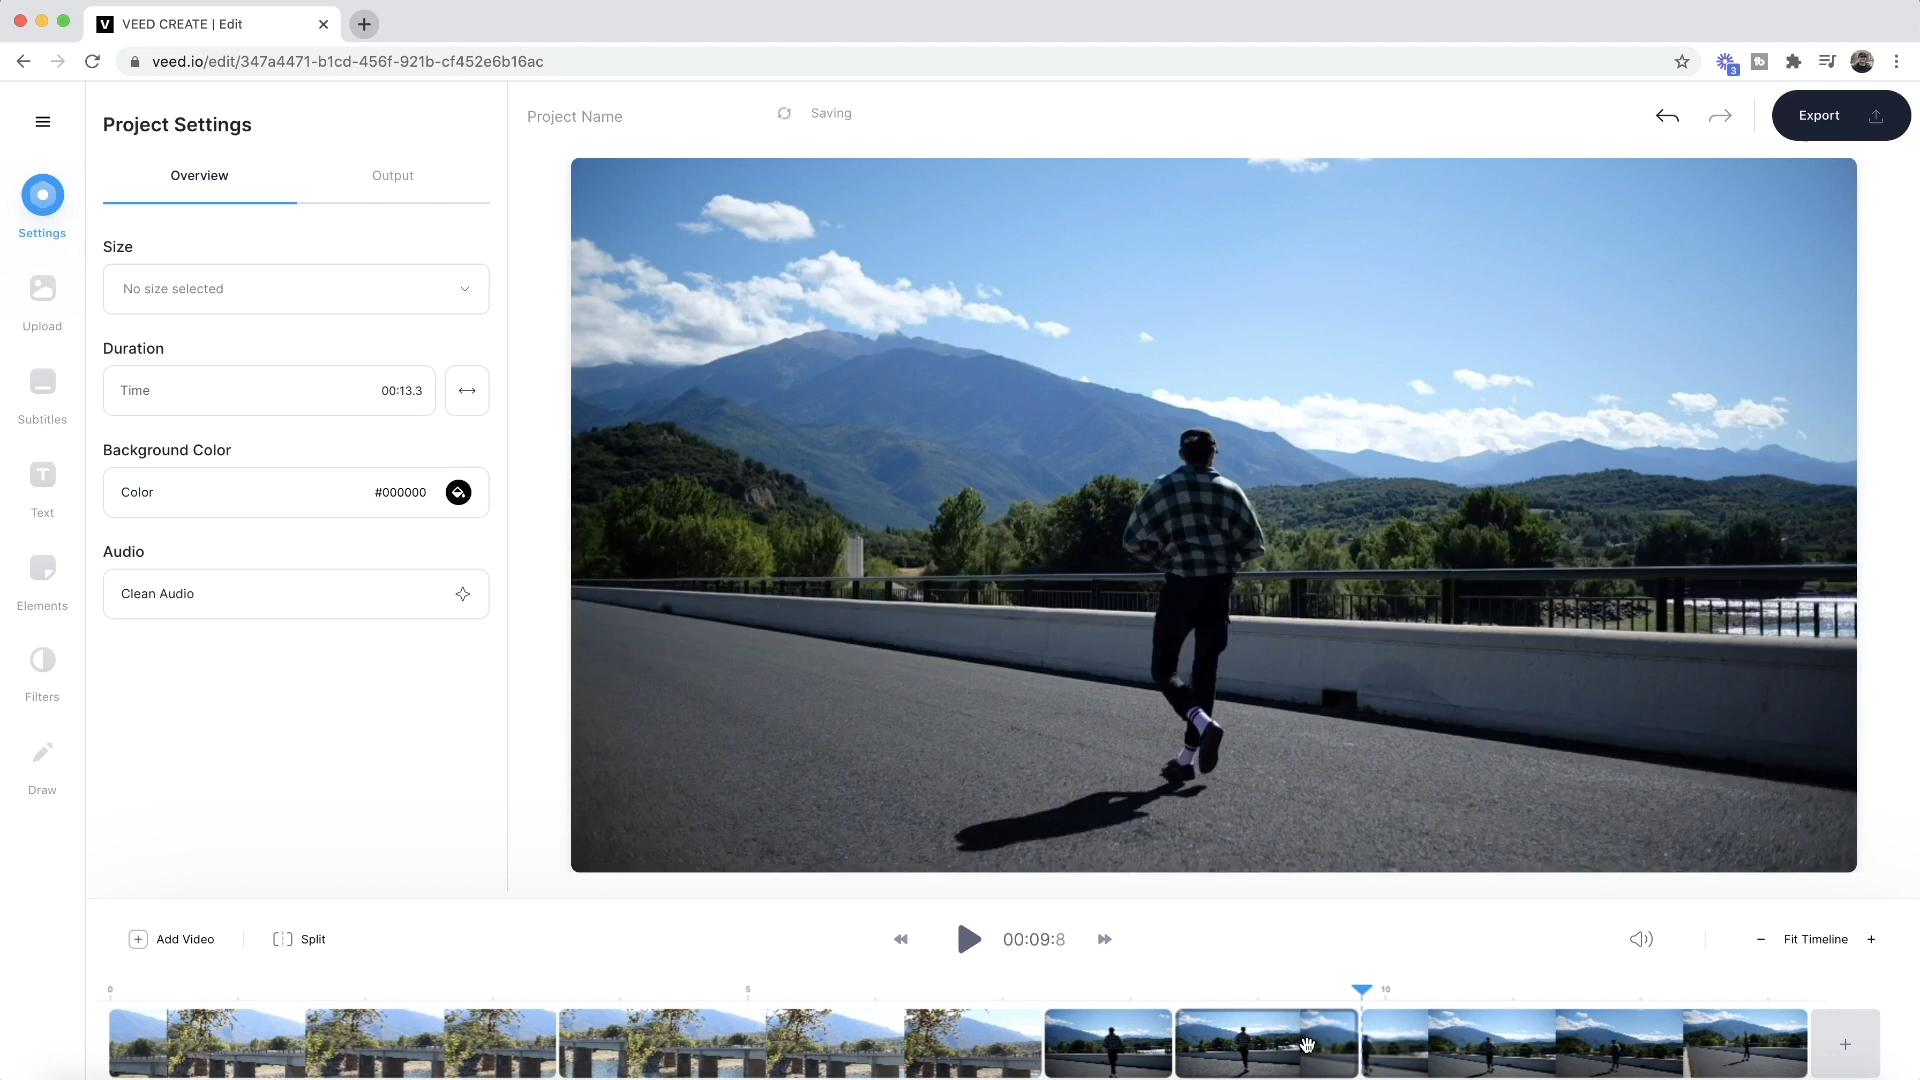 V VEED CREATE | Edit
veed.io/edit/347a4471-b1cd-456f-921b-cf452e6b16ac
tb
3
Project Settings
Project Name
Saving
Export
Overview
Output
Settings
Size
No size selected
Upload
Duration
Time
00:13.3
Subtitles
Background Color
Color
#000000
T
Text
Audio
Clean Audio
Elements
Filters
Draw
Add Video
Split
00:09:8
Fit Timeline
0
5
10